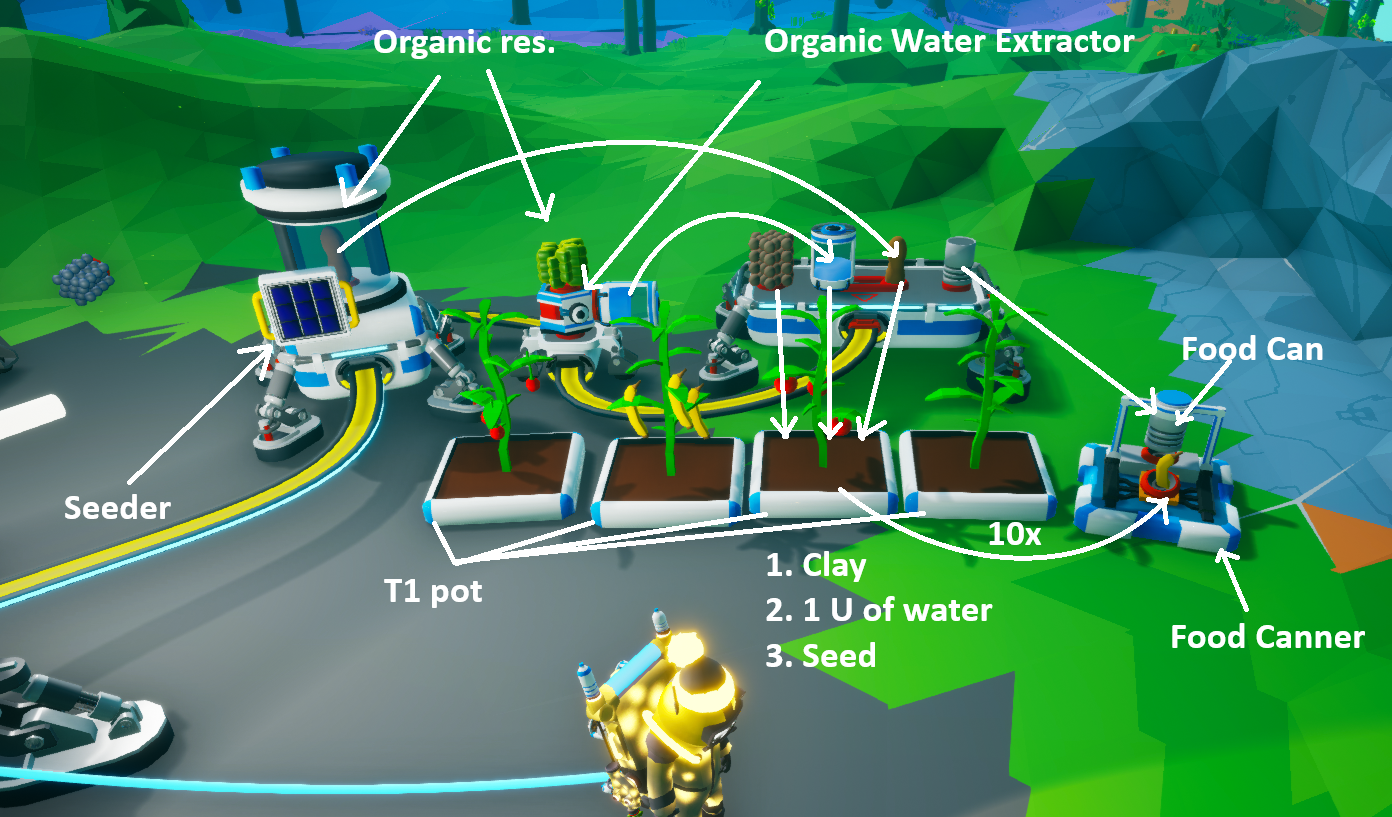 Organic res.
Organic Water Extractor
Food Can
Seeder
10x
T1 pot
1. Clay
2. 1 U of water
3. Seed
Food Canner